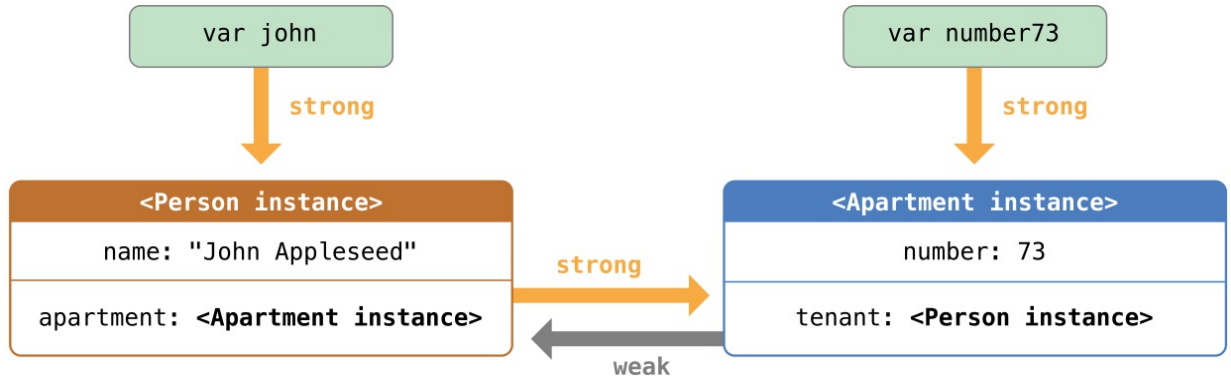 var john
var number73
strong
strong
<Person instance>
<Apartment instance>
name: "John Appleseed"
number: 73
strong
apartment: <Apartment instance>
tenant: <Person instance>
weak